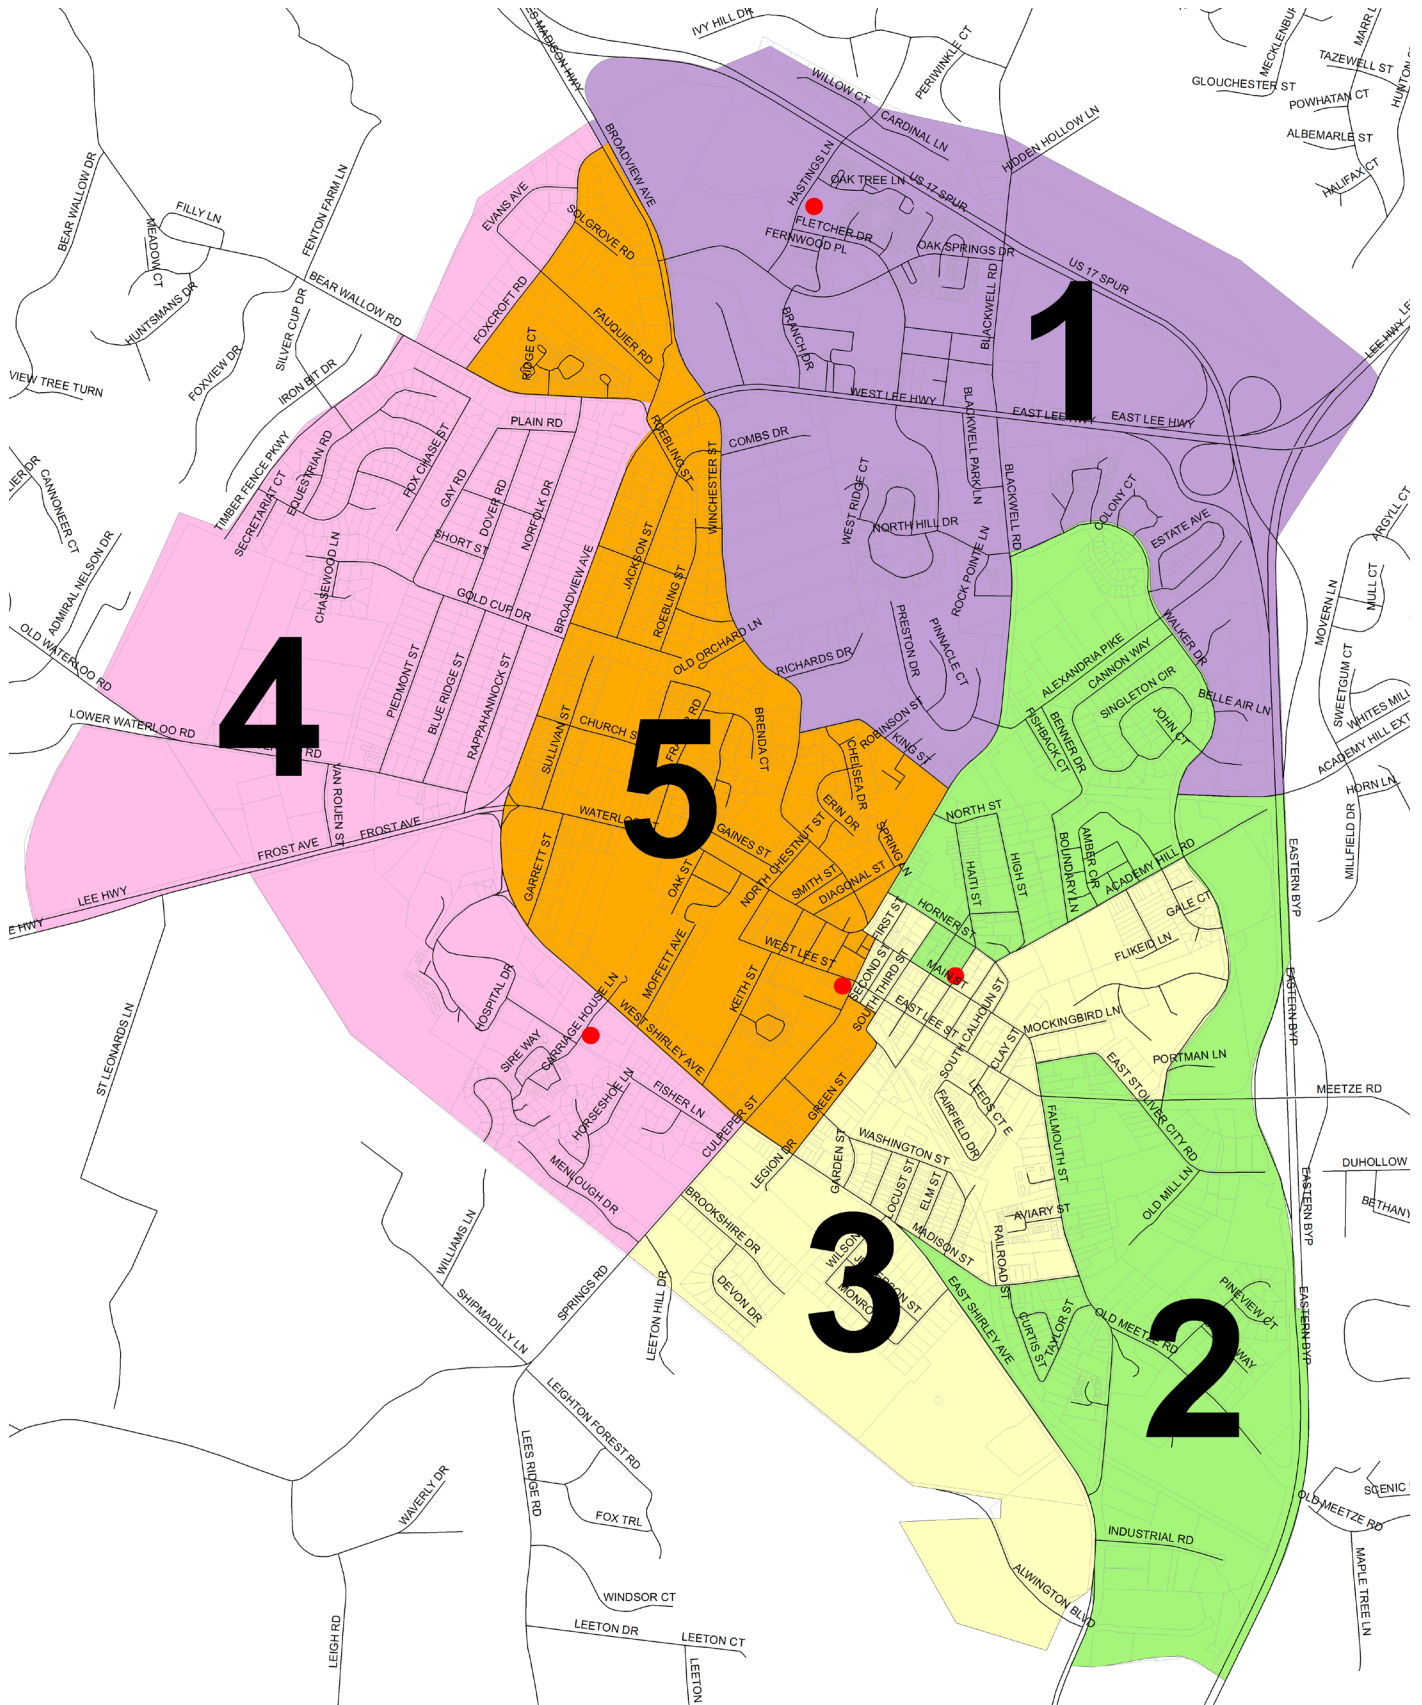 IVY HILL DR
PERIWINKLE CT
MARR L
TAZEWELL ST
GLOUCHESTER ST
POWHATAN CT
ALBEMARLE ST
HALIFAX CT
WILLOW CT
CARDINAL LN
HIDDEN HOLLOW LN
BROADVIEW AVE
HASTINGS LN
OAK TREE LN
US 17 SPUR
FLETCHER DR
FERNWOOD PL
OAK SPRINGS DR
US 17 SPUR
BEAR WALLOW DR
FILLY LN
MEADOW CT
HUNTSMANS DR
FENTON FARM LN
BEAR WALLOW RD
EVANS AVE
SOLGROVE RD
FOXCROFT RD
FAUQUIER RD
RIDGE CT
BRANCH DR
BLACKWELL RD
1
LEE HWY
SILVER CUP DR
FOXVIEW DR
IRON BIT DR
VIEW TREE TURN
WEST LEE HWY
EAST LEE HWY
EAST LEE HWY
BLACKWELL PARK LN
PLAIN RD
ROEBLING ST
COMBS DR
WINCHESTER ST
FOX CHASE ST
GAY RD
DOVER RD
NORFOLK DR
SHORT ST
TIMBER FENCE PKWY
SECRETARIAT CT
EQUESTRIAN RD
CANNONEER CT
ADMIRAL NELSON DR
OLD WATERLOO RD
CHASEWOOD LN
GOLD CUP DR
BROADVIEW AVE
JACKSON ST
ROEBLING ST
WEST RIDGE CT
NORTH HILL DR
BLACKWELL RD
ROCK POINTE LN
COLONY CT
ESTATE AVE
ARGYLL CT
MULL CT
MOVERN LN
SWEETGUM CT
WHITES MILL
ACADEMY HILL EXT
HORN LN
MILLFIELD DR
OLD ORCHARD LN
RICHARDS DR
PRESTON DR
PINNACLE CT
ALEXANDRIA PIKE
CANNON WAY
WALKER DR
SINGLETON CIR
JOHN CT
BELLE AIR LN
FISHBACK CT
BENNER DR
4
LOWER WATERLOO RD
PIEDMONT ST
BLUE RIDGE ST
RAPPAHANNOCK ST
SULLIVAN ST
CHURCH S
5
BRENDA CT
CHELSEA DR
ROBINSON ST
KING ST
ERIN DR
SPRING LN
VAN ROIJEN ST
FROST AVE
FROST AVE
LEE HWY
E HWY
GARRETT ST
GAINES ST
OAK ST
NORTH CHESTNUT ST
SMITH ST
DIAGONAL ST
NORTH ST
HAITI ST
HIGH ST
BOUNDARY LN
AMBER CIR
ACADEMY HILL RD
HORNER ST
GALE CT
FLIKEID LN
EASTERN BYP
EASTERN BYP
FIRST ST
SECOND ST
SOUTH THIRD ST
MAIN ST
WEST LEE ST
EAST LEE ST
KEITH ST
MOFFETT AVE
WEST SHIRLEY AVE
SOUTH CALHOUN ST
CLAY ST
MOCKINGBIRD LN
PORTMAN LN
EAST STOLIVER CITY RD
MEETZE RD
HOSPITAL DR
CARRIAGE HOUSE LN
SIRE WAY
HORSESHOE LN
FISHER LN
MENLOUGH DR
CULPEPER ST
GREEN ST
LEGION DR
FAIRFIELD DR
LEEDS CT E
WASHINGTON ST
GARDEN ST
LOCUST ST
ELM ST
FALMOUTH ST
OLD MILL LN
DUHOLLOW
EASTERN BYP
BETHANY
ST LEONARDS LN
WILLIAMS LN
SHIPMADILLY LN
SPRINGS RD
LEETON HILL DR
BROOKSHIRE DR
DEVON DR
WILSON
3
MONRO
MADISON ST
AVIARY ST
RAILROAD ST
EAST SHIRLEY AVE
CURTIS ST
TAYLOR ST
OLD MEETZE RD
2
WAY
PINEVIEW CT
EASTERN BYP
LEIGHTON FOREST RD
LEES RIDGE RD
FOX TRL
WAVERLY DR
LEIGH RD
WINDSOR CT
LEETON DR
LEETON CT
LEETON
ALWINGTON BLVD
INDUSTRIAL RD
OLD MEETZE RD
SCENIC
MAPLE TREE LN